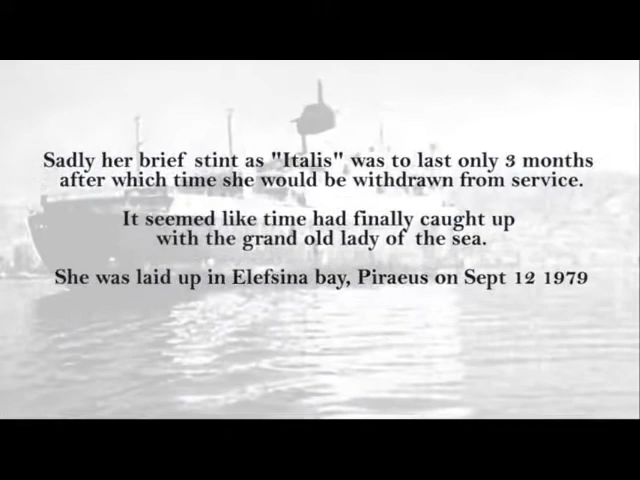 Sadly her brief stint as "Italis" was to last only 3 months
after which time she would be withdrawn from service.
It seemed like time had finally caught up
with the grand old lady of the sea.
She was laid up in Elefsina bay, Piraeus on Sept 12 1979